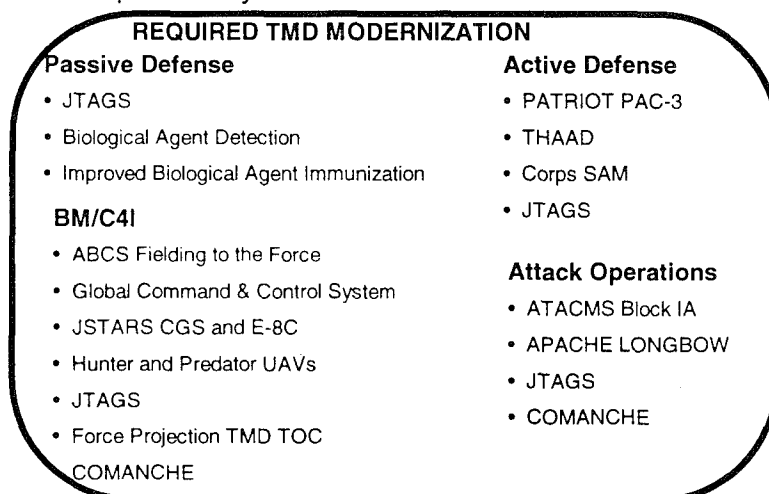 REQUIRED TMD MODERNIZATION
Passive Defense
• JTAGS
• Biological Agent Detection
• Improved Biological Agent Immunization
BM/C4I
• ABCS Fielding to the Force
• Global Command & Control System
• JSTARS CGS and E-8C
• Hunter and Predator UAVs
• JTAGS
• Force Projection TMD TOC
COMANCHE
Active Defense
• PATRIOT PAC-3
• THAAD
• Corps SAM
• JTAGS
Attack Operations
• ATACMS Block IA
• APACHE LONGBOW
• JTAGS
• COMANCHE